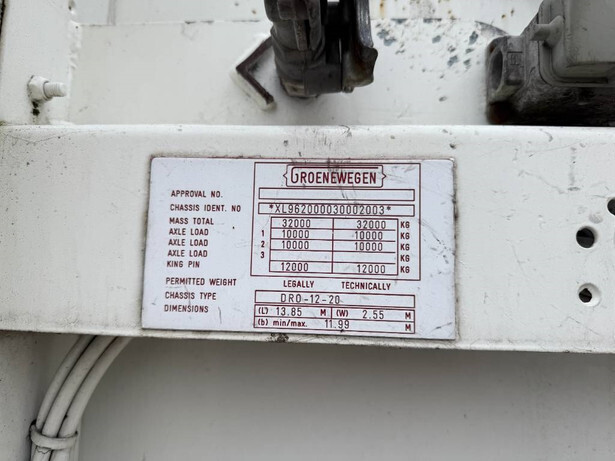 GROENEWEGEN
APPROVAL NO.
CHASSIS IDENT. NO *XL962000030002003*
MASS TOTAL 32000 32000 KG
AXLE LOAD 1 10000 10000 KG
AXLE LOAD 2 10000 10000 KG
AXLE LOAD 3 KG
KING PIN 12000 12000 KG
PERMITTED WEIGHT LEGALLY TECHNICALLY
CHASSIS TYPE DRO-12-20
DIMENSIONS (L) 13.85 M (W) 2.55 M
(b) min/max. 11.99 M